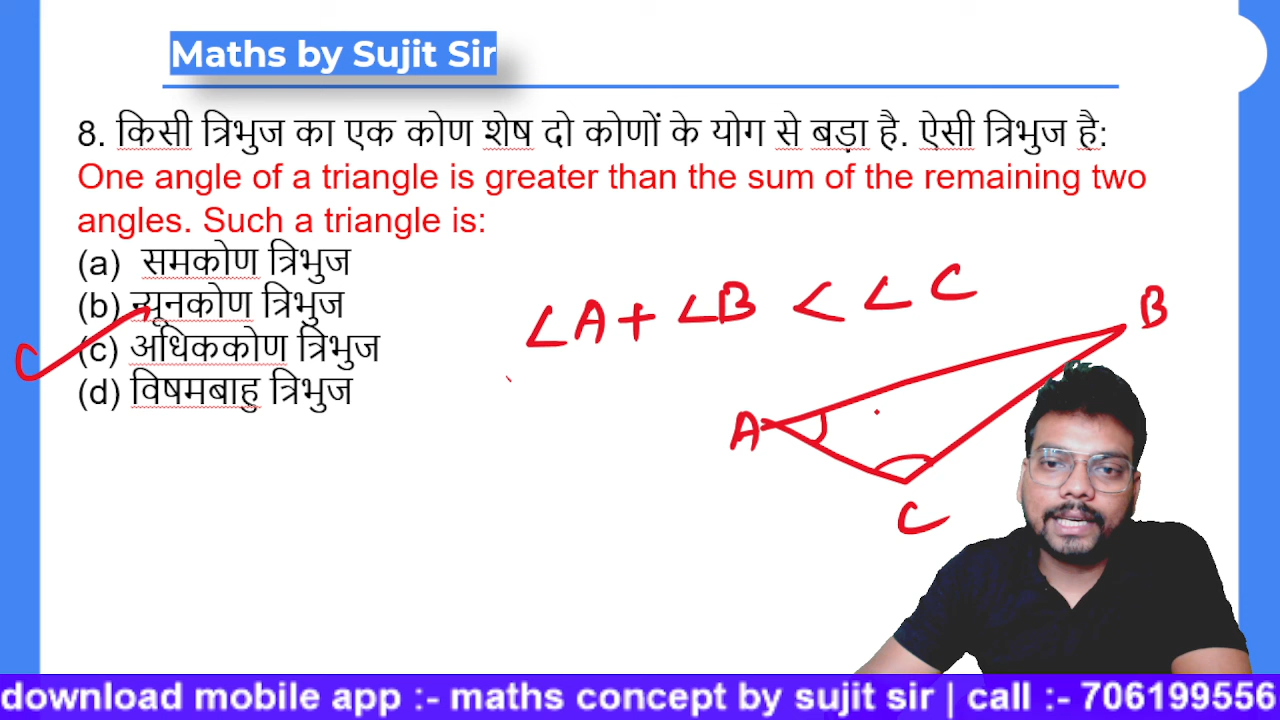 Maths by Sujit Sir
8. किसी त्रिभुज का एक कोण शेष दो कोणों के योग से बड़ा है. ऐसी त्रिभुज है:
One angle of a triangle is greater than the sum of the remaining two
angles. Such a triangle is:
(a) समकोण त्रिभुज
(b) न्यूनकोण त्रिभुज
(c) अधिककोण त्रिभुज
(d) विषमबाहु त्रिभुज
∠A + ∠B < ∠C
B
A
C
C
download mobile app :- maths concept by sujit sir | call :- 706199556